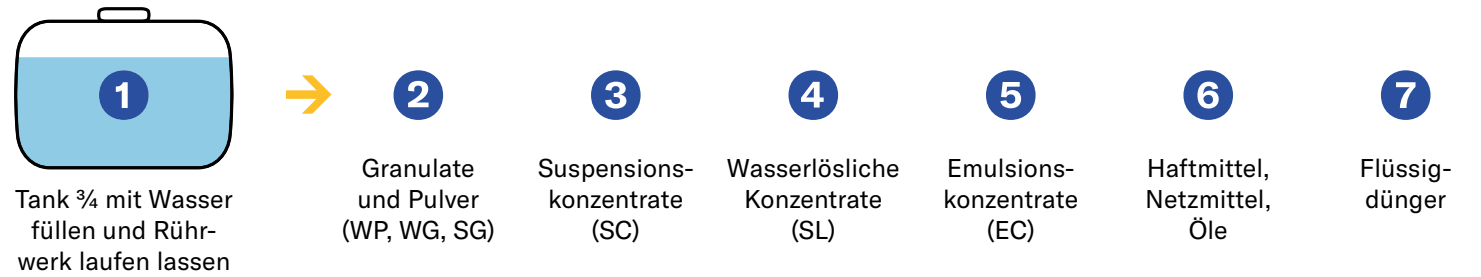 1
Tank ¾ mit Wasser
füllen und Rühr-
werk laufen lassen
2
Granulate
und Pulver
(WP, WG, SG)
3
Suspensions-
konzentrate
(SC)
4
Wasserlösliche
Konzentrate
(SL)
5
Emulsions-
konzentrate
(EC)
6
Haftmittel,
Netzmittel,
Öle
7
Flüssig-
dünger